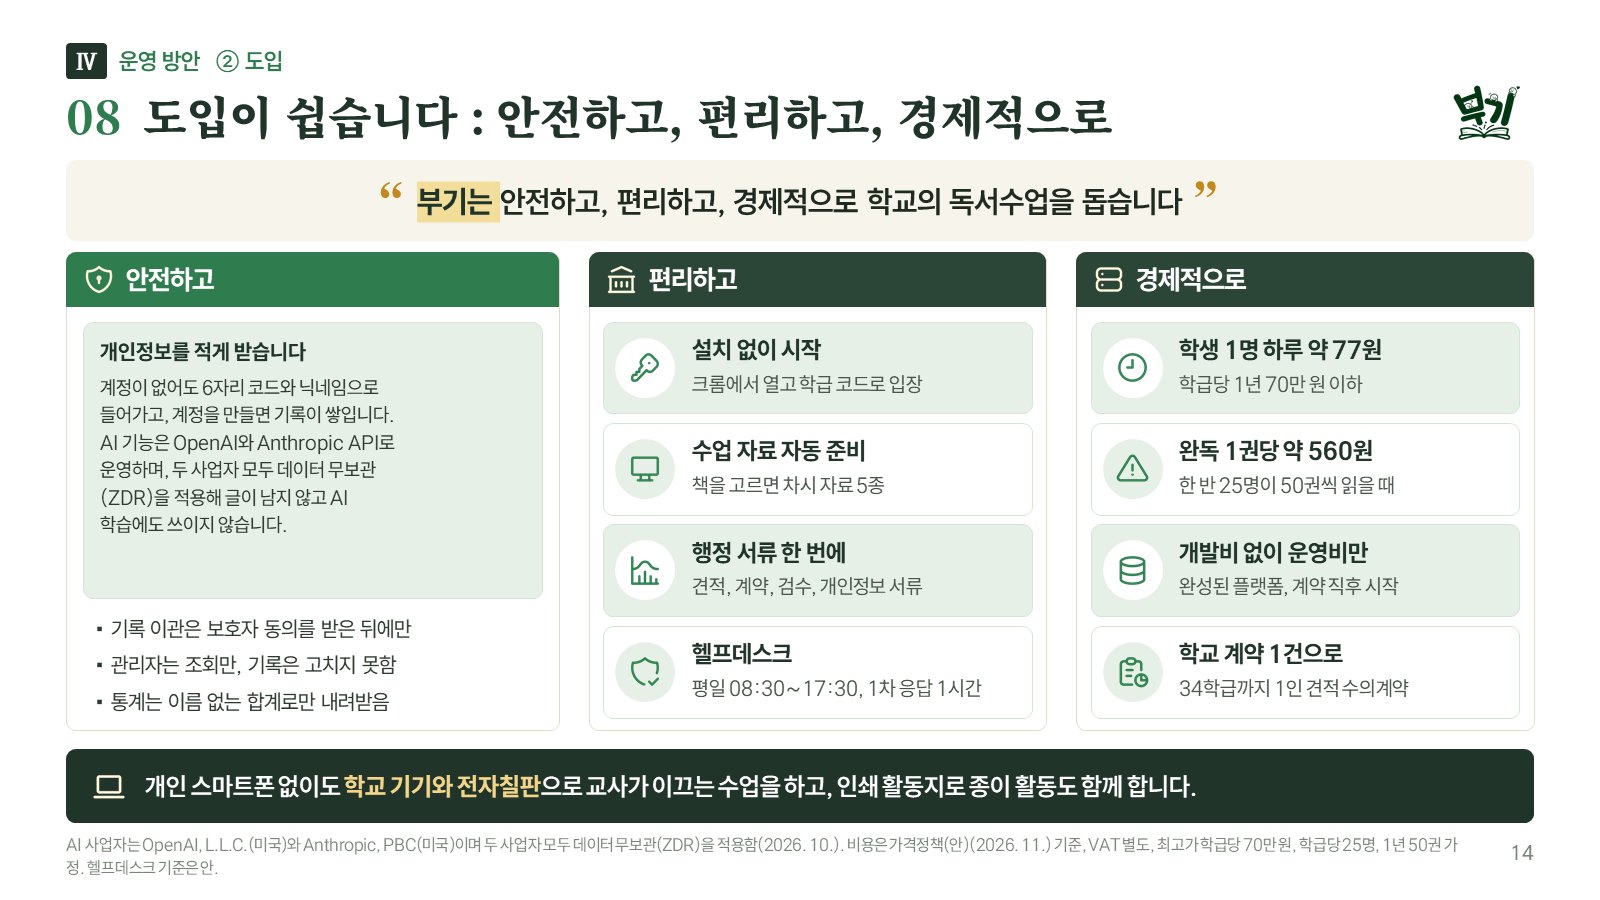 Ⅳ 운영 방안 ② 도입
08 도입이 쉽습니다 : 안전하고, 편리하고, 경제적으로
부기
“ 부기는 안전하고, 편리하고, 경제적으로 학교의 독서수업을 돕습니다 ”
안전하고
개인정보를 적게 받습니다
계정이 없어도 6자리 코드와 닉네임으로
들어가고, 계정을 만들면 기록이 쌓입니다.
AI 기능은 OpenAI와 Anthropic API로
운영하며, 두 사업자 모두 데이터 무보관
(ZDR)을 적용해 글이 남지 않고 AI
학습에도 쓰이지 않습니다.
▪ 기록 이관은 보호자 동의를 받은 뒤에만
▪ 관리자는 조회만, 기록은 고치지 못함
▪ 통계는 이름 없는 합계로만 내려받음
편리하고
설치 없이 시작
크롬에서 열고 학급 코드로 입장
수업 자료 자동 준비
책을 고르면 차시 자료 5종
행정 서류 한 번에
견적, 계약, 검수, 개인정보 서류
헬프데스크
평일 08:30~17:30, 1차 응답 1시간
경제적으로
학생 1명 하루 약 77원
학급당 1년 70만 원 이하
완독 1권당 약 560원
한 반 25명이 50권씩 읽을 때
개발비 없이 운영비만
완성된 플랫폼, 계약 직후 시작
학교 계약 1건으로
34학급까지 1인 견적 수의계약
개인 스마트폰 없이도 학교 기기와 전자칠판으로 교사가 이끄는 수업을 하고, 인쇄 활동지로 종이 활동도 함께 합니다.
AI 사업자는 OpenAI, L.L.C.(미국)와 Anthropic, PBC(미국)이며 두 사업자 모두 데이터 무보관(ZDR)을 적용함(2026. 10.). 비용은 가격정책(안)(2026. 11.) 기준, VAT 별도, 최고가 학급당 70만 원, 학급당 25명, 1년 50권 가
정. 헬프데스크 기준은 안.
14